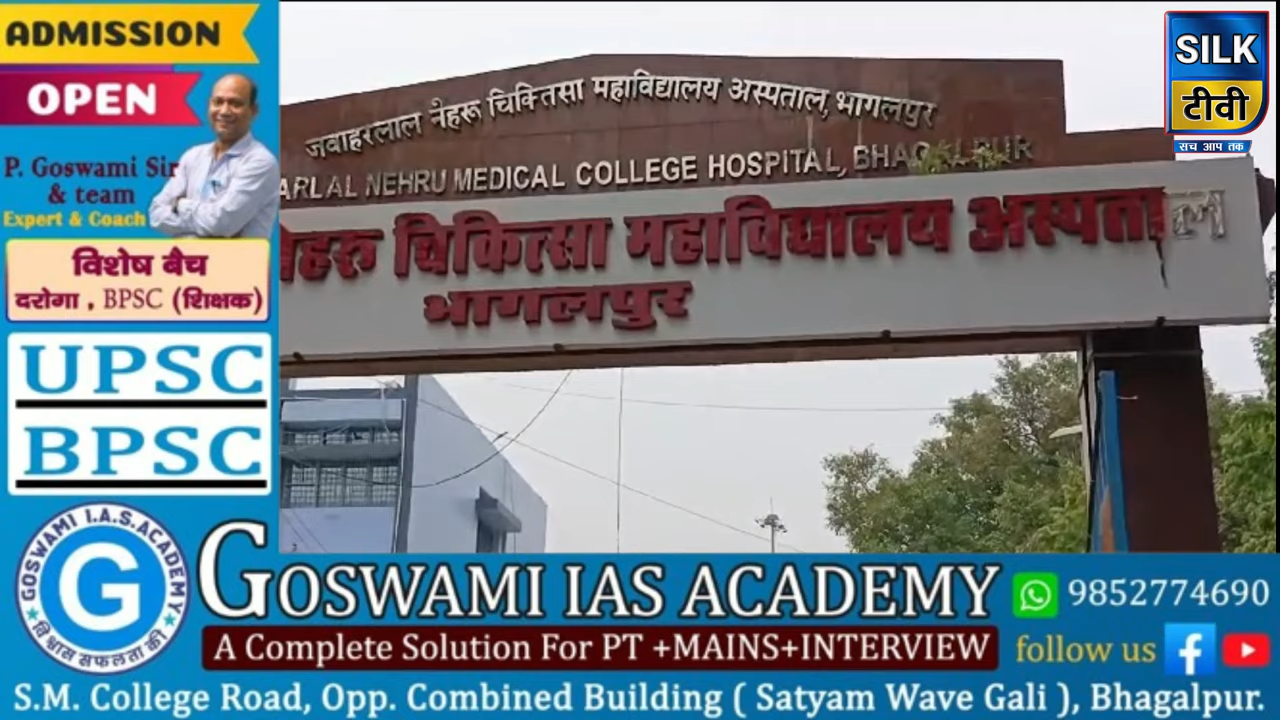 ADMISSION
OPEN
P. Goswami Sir
& team
Expert & Coach
विशेष बैच
दरोगा , BPSC (शिक्षक)
UPSC
BPSC
GOSWAMI I.A.S. ACADEMY
G
विश्वास सफलता की
जवाहरलाल नेहरू चिकित्सा महाविद्यालय अस्पताल, भागलपुर
ARLAL NEHRU MEDICAL COLLEGE HOSPITAL, BHAGALPUR
नेहरु चिकित्सा महाविद्यालय अस्पताल
भागलपुर
SILK
टीवी
सच आप तक
GOSWAMI IAS ACADEMY
A Complete Solution For PT +MAINS+INTERVIEW
9852774690
follow us
S.M. College Road, Opp. Combined Building ( Satyam Wave Gali ), Bhagalpur.